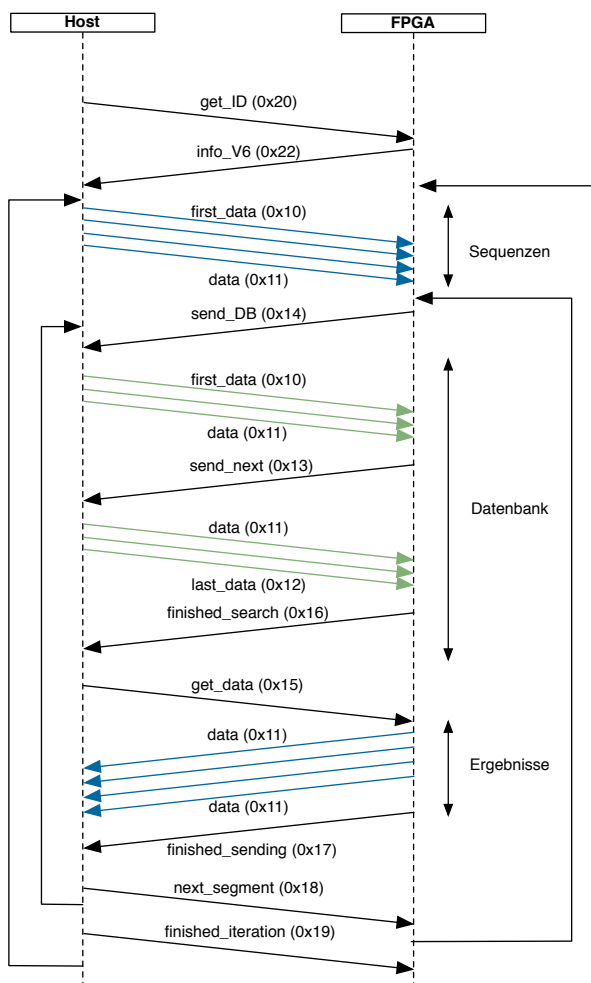 Host
FPGA
get_ID (0x20)
info_V6 (0x22)
first_data (0x10)
Sequenzen
data (0x11)
send_DB (0x14)
first_data (0x10)
data (0x11)
send_next (0x13)
Datenbank
data (0x11)
last_data (0x12)
finished_search (0x16)
get_data (0x15)
data (0x11)
Ergebnisse
data (0x11)
finished_sending (0x17)
next_segment (0x18)
finished_iteration (0x19)